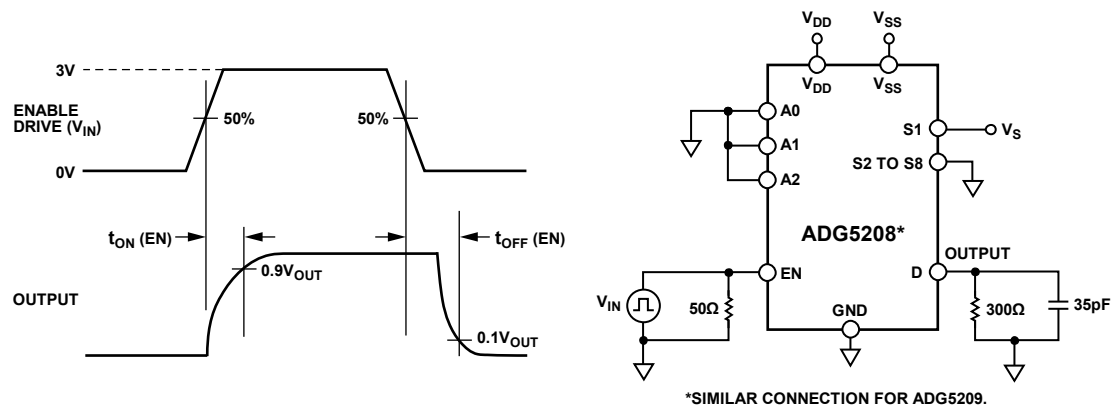 3V
ENABLE
DRIVE (VIN)
50%
50%
0V
tON (EN)
tOFF (EN)
0.9VOUT
OUTPUT
0.1VOUT
VDD
VSS
VDD
VSS
A0
A1
A2
S1
VS
S2 TO S8
ADG5208*
OUTPUT
EN
D
VIN
50Ω
GND
300Ω
35pF
*SIMILAR CONNECTION FOR ADG5209.